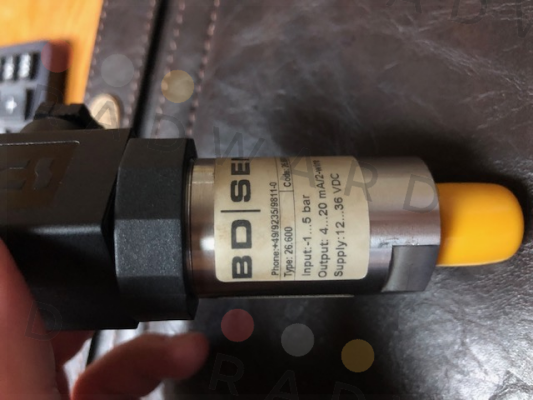 BD|SE
Phone: +49/9235/9811-0
Type: 26.600 Code:
Input:-1...5 bar
Output: 4...20 mA/2-wire
Supply:12...36 VDC